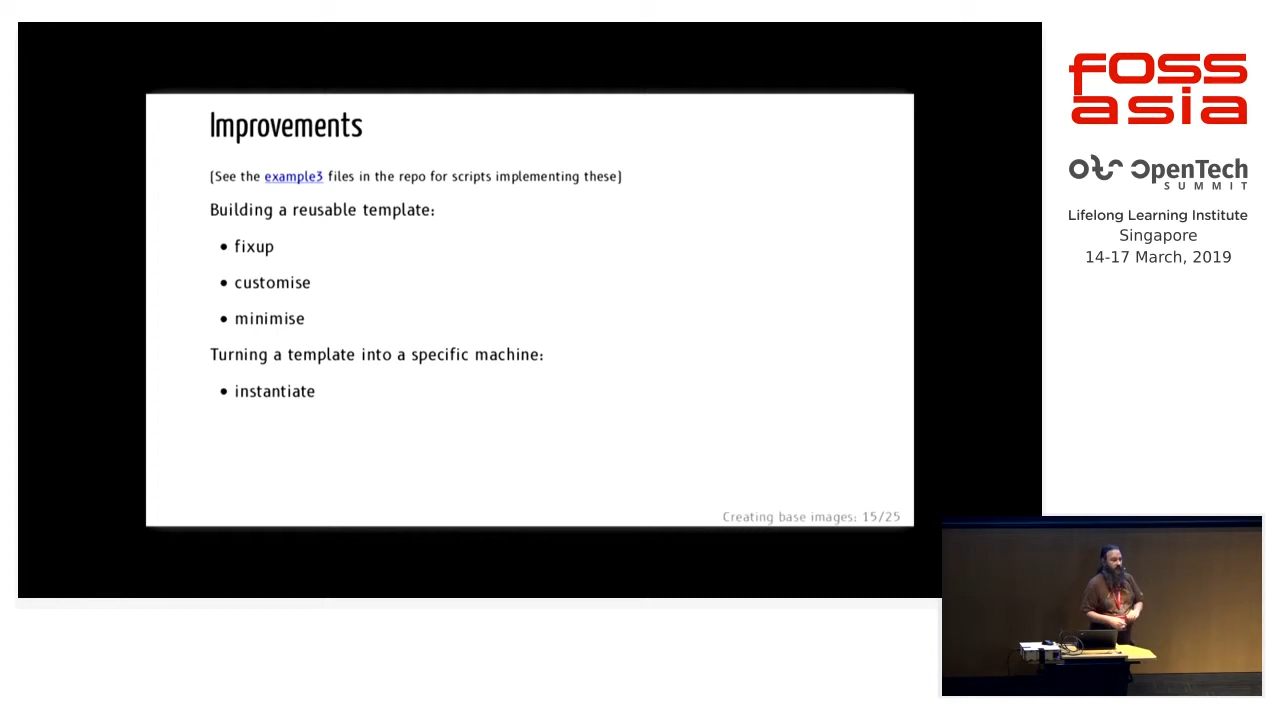 Improvements
(See the example3 files in the repo for scripts implementing these)
Building a reusable template:
• fixup
• customise
• minimise
Turning a template into a specific machine:
• instantiate
Creating base images: 15/25
fOSS
asia
OpenTech
SUMMIT
Lifelong Learning Institute
Singapore
14-17 March, 2019